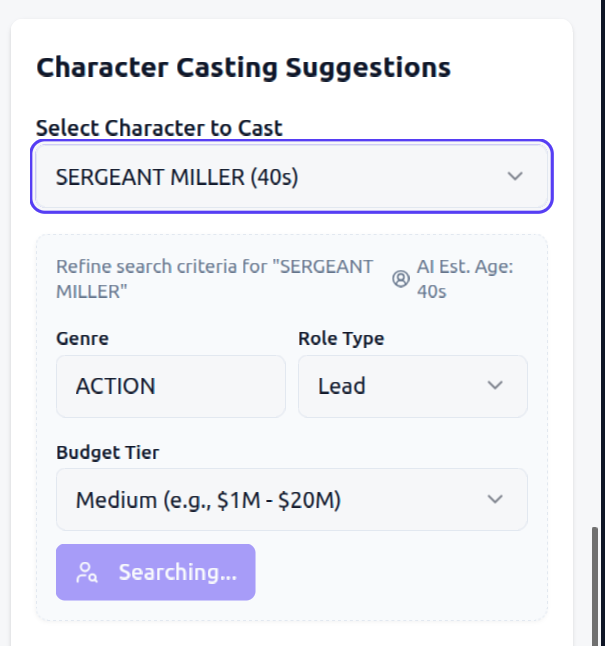 Character Casting Suggestions
Select Character to Cast
SERGEANT MILLER (40s)
Refine search criteria for "SERGEANT
MILLER"
AI Est. Age:
40s
Genre
Role Type
ACTION
Lead
Budget Tier
Medium (e.g., $1M - $20M)
Searching...